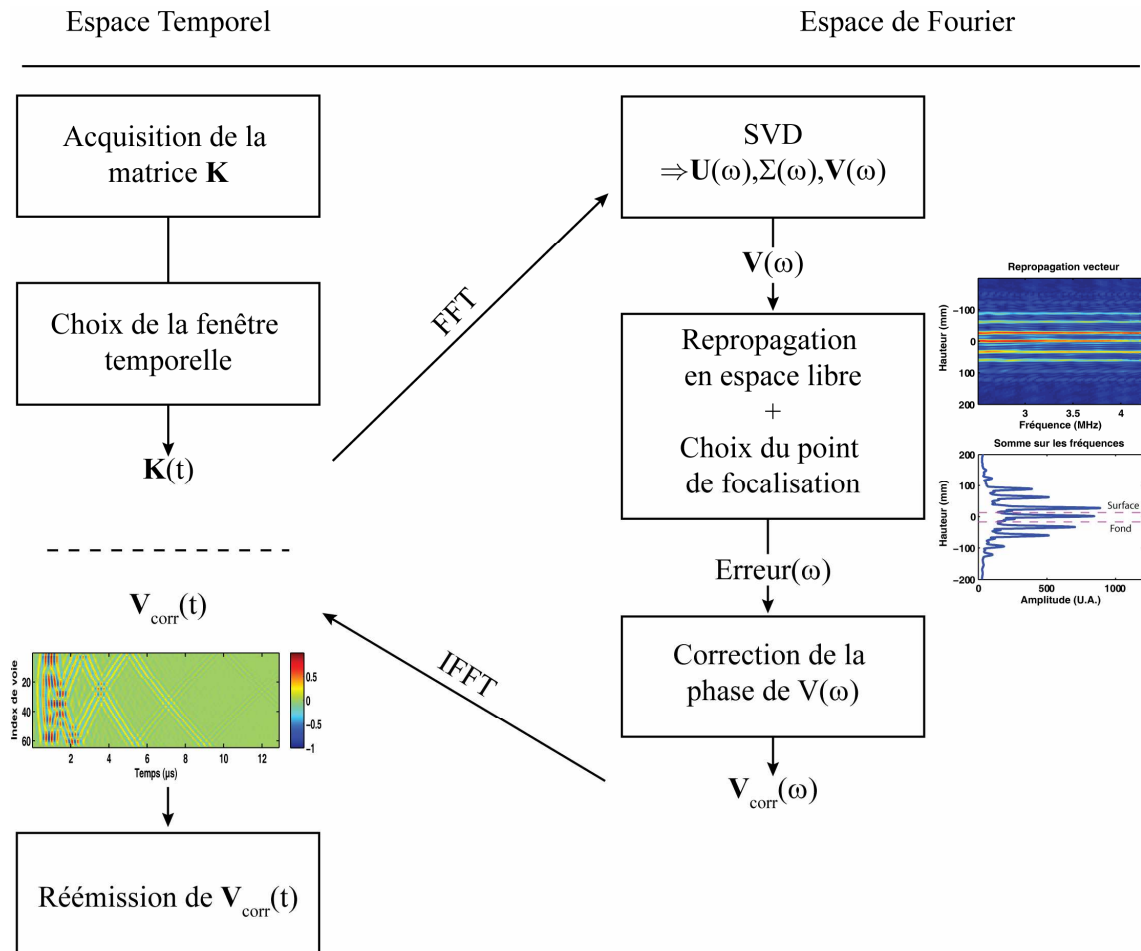 Espace Temporel
Espace de Fourier
Acquisition de la
matrice K
Choix de la fenêtre
temporelle
K(t)
FFT
SVD
⇒U(ω),Σ(ω),V(ω)
V(ω)
Repropagation
en espace libre
+
Choix du point
de focalisation
Repropagation vecteur
Hauteur (mm)
-100
0
100
200
3
3.5
4
Fréquence (MHz)
Somme sur les fréquences
Hauteur (mm)
200
100
0
−100
−200
Surface
Fond
0
500
1000
Amplitude (U.A.)
Erreur(ω)
Correction de la
phase de V(ω)
V_corr(ω)
IFFT
V_corr(t)
Index de voie
20
40
60
2
4
6
8
10
12
Temps (µs)
0.5
0
−0.5
−1
Réémission de V_corr(t)